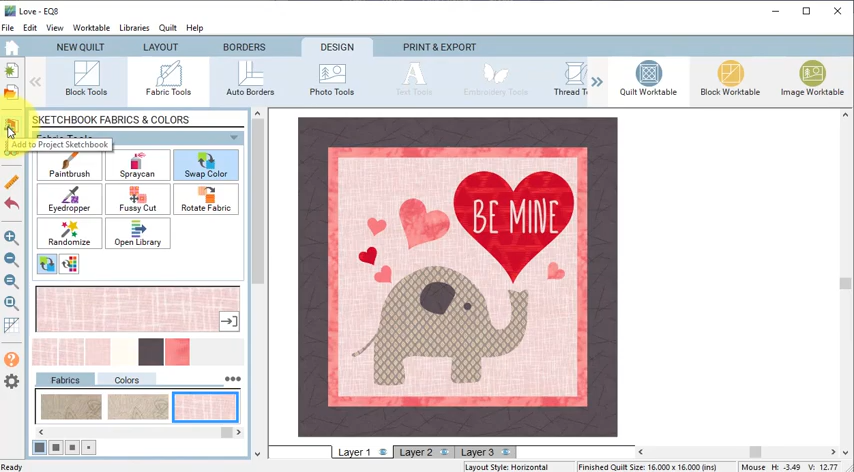 Love - EQ8
File Edit View Worktable Libraries Quilt Help
NEW QUILT LAYOUT BORDERS DESIGN PRINT & EXPORT
Block Tools Fabric Tools Auto Borders Photo Tools Text Tools Embroidery Tools Thread T Quilt Worktable Block Worktable Image Worktable
SKETCHBOOK FABRICS & COLORS
Fabric Tools
Add to Project Sketchbook
Paintbrush Spraycan Swap Color
Eyedropper Fussy Cut Rotate Fabric
Randomize Open Library
Fabrics Colors
BE MINE
Layer 1 Layer 2 Layer 3
Ready Layout Style: Horizontal Finished Quilt Size: 16.000 x 16.000 (ins) Mouse H: -3.49 V: 12.77